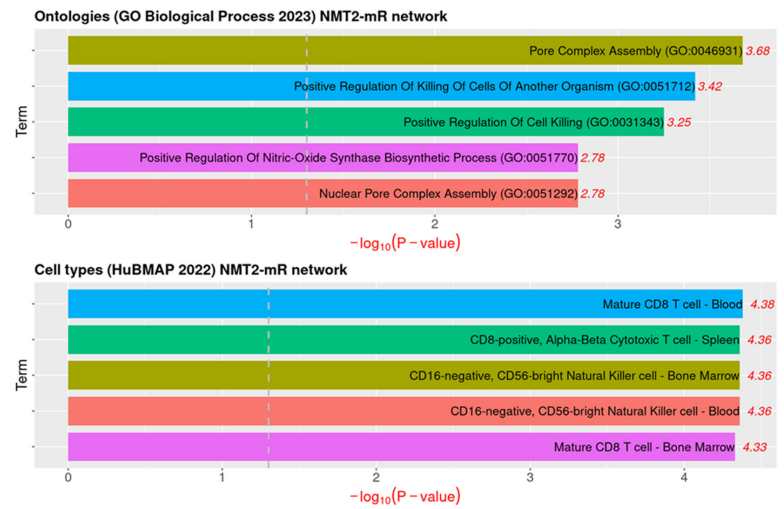 Ontologies (GO Biological Process 2023) NMT2-mR network
Term
Pore Complex Assembly (GO:0046931) 3.68
Positive Regulation Of Killing Of Cells Of Another Organism (GO:0051712) 3.42
Positive Regulation Of Cell Killing (GO:0031343) 3.25
Positive Regulation Of Nitric-Oxide Synthase Biosynthetic Process (GO:0051770) 2.78
Nuclear Pore Complex Assembly (GO:0051292) 2.78
0 1 2 3
−log₁₀(P−value)
Cell types (HuBMAP 2022) NMT2-mR network
Term
Mature CD8 T cell - Blood 4.38
CD8-positive, Alpha-Beta Cytotoxic T cell - Spleen 4.36
CD16-negative, CD56-bright Natural Killer cell - Bone Marrow 4.36
CD16-negative, CD56-bright Natural Killer cell - Blood 4.36
Mature CD8 T cell - Bone Marrow 4.33
0 1 2 3 4
−log₁₀(P−value)